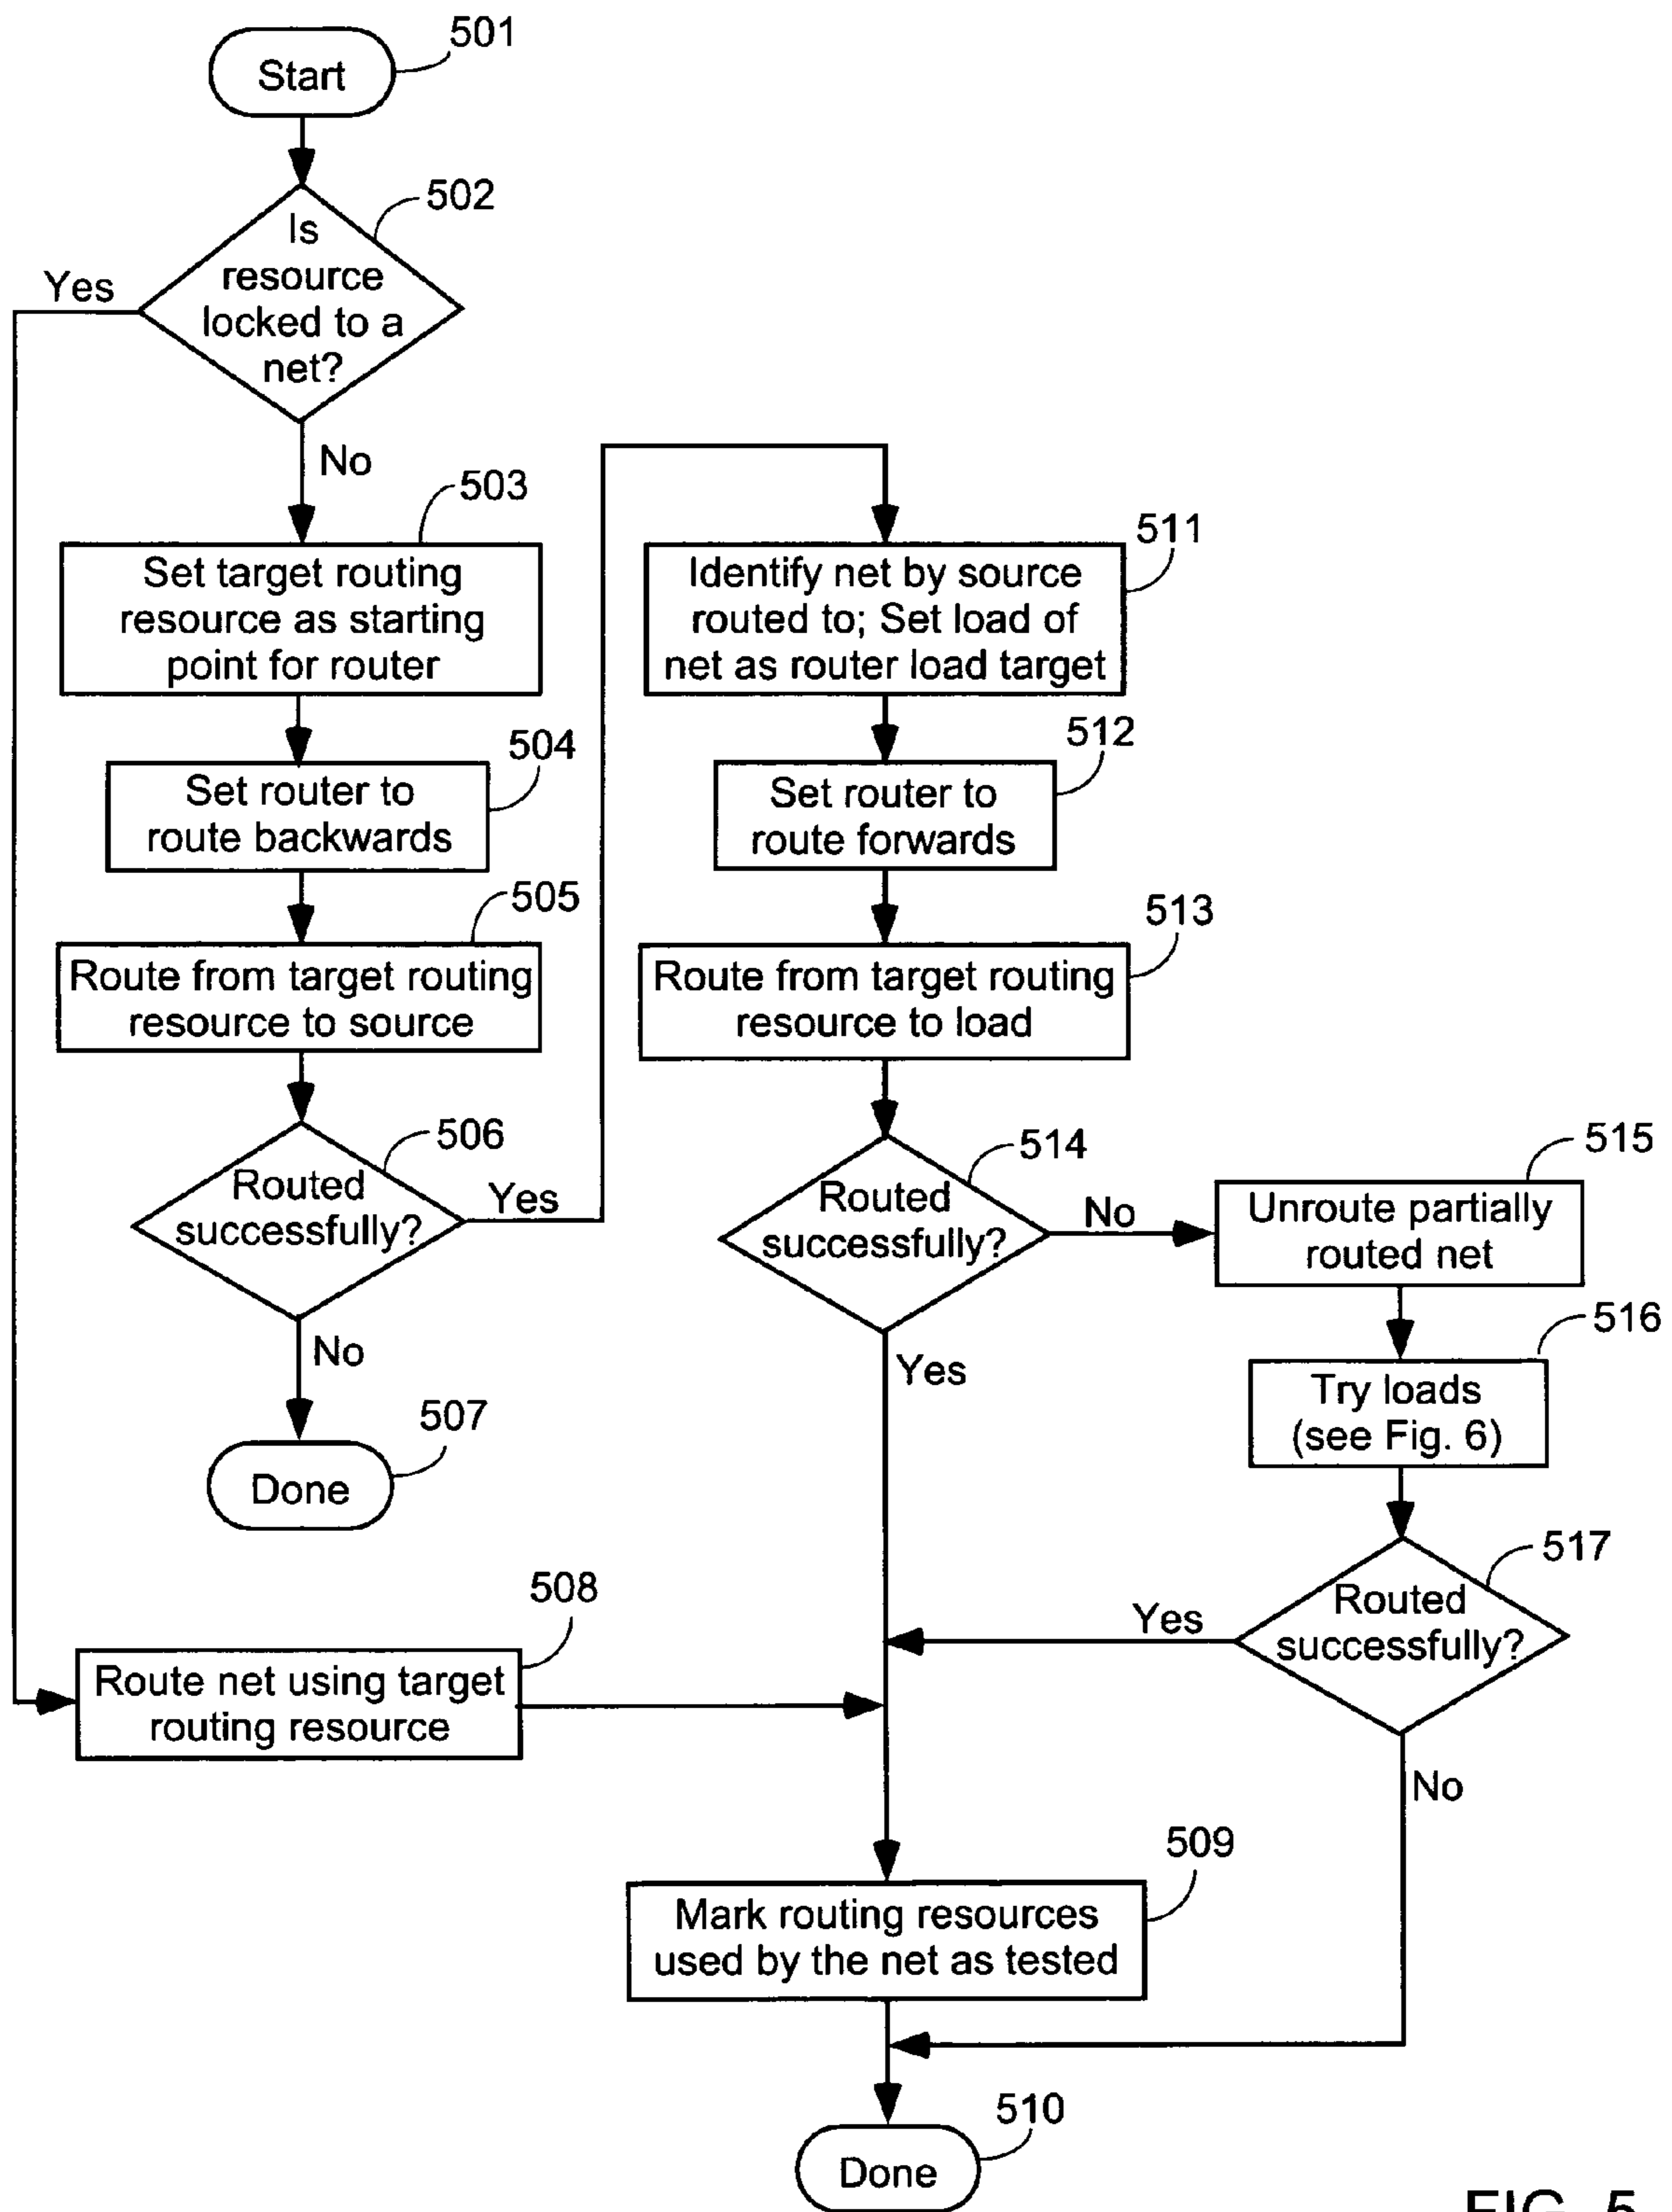 Start
501
Is
resource
locked to a
net?
502
Yes
No
503
Set target routing
resource as starting
point for router
504
Set router to
route backwards
505
Route from target routing
resource to source
506
Routed
successfully?
Yes
No
507
Done
508
Route net using target
routing resource
511
Identify net by source
routed to; Set load of
net as router load target
512
Set router to
route forwards
513
Route from target routing
resource to load
514
Routed
successfully?
No
Yes
515
Unroute partially
routed net
516
Try loads
(see Fig. 6)
517
Routed
successfully?
Yes
No
509
Mark routing resources
used by the net as tested
510
Done
FIG. 5